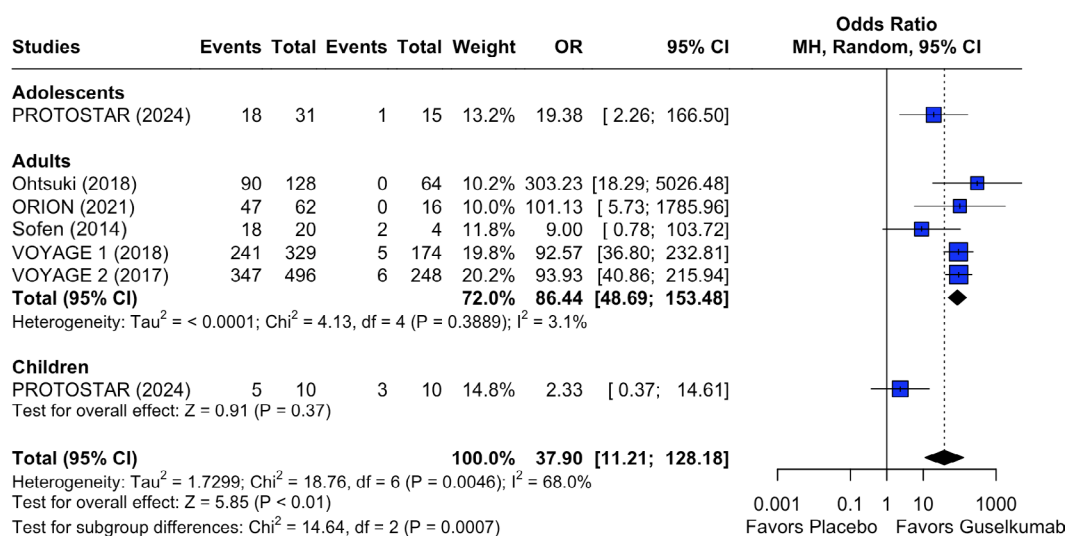 Odds Ratio
Studies Events Total Events Total Weight OR 95% CI MH, Random, 95% CI
Adolescents
PROTOSTAR (2024) 18 31 1 15 13.2% 19.38 [ 2.26; 166.50]
Adults
Ohtsuki (2018) 90 128 0 64 10.2% 303.23 [18.29; 5026.48]
ORION (2021) 47 62 0 16 10.0% 101.13 [ 5.73; 1785.96]
Sofen (2014) 18 20 2 4 11.8% 9.00 [ 0.78; 103.72]
VOYAGE 1 (2018) 241 329 5 174 19.8% 92.57 [36.80; 232.81]
VOYAGE 2 (2017) 347 496 6 248 20.2% 93.93 [40.86; 215.94]
Total (95% CI) 72.0% 86.44 [48.69; 153.48]
Heterogeneity: Tau² = < 0.0001; Chi² = 4.13, df = 4 (P = 0.3889); I² = 3.1%
Children
PROTOSTAR (2024) 5 10 3 10 14.8% 2.33 [ 0.37; 14.61]
Test for overall effect: Z = 0.91 (P = 0.37)
Total (95% CI) 100.0% 37.90 [11.21; 128.18]
Heterogeneity: Tau² = 1.7299; Chi² = 18.76, df = 6 (P = 0.0046); I² = 68.0%
Test for overall effect: Z = 5.85 (P < 0.01)
0.001 0.1 1 10 1000
Test for subgroup differences: Chi² = 14.64, df = 2 (P = 0.0007)
Favors Placebo Favors Guselkumab